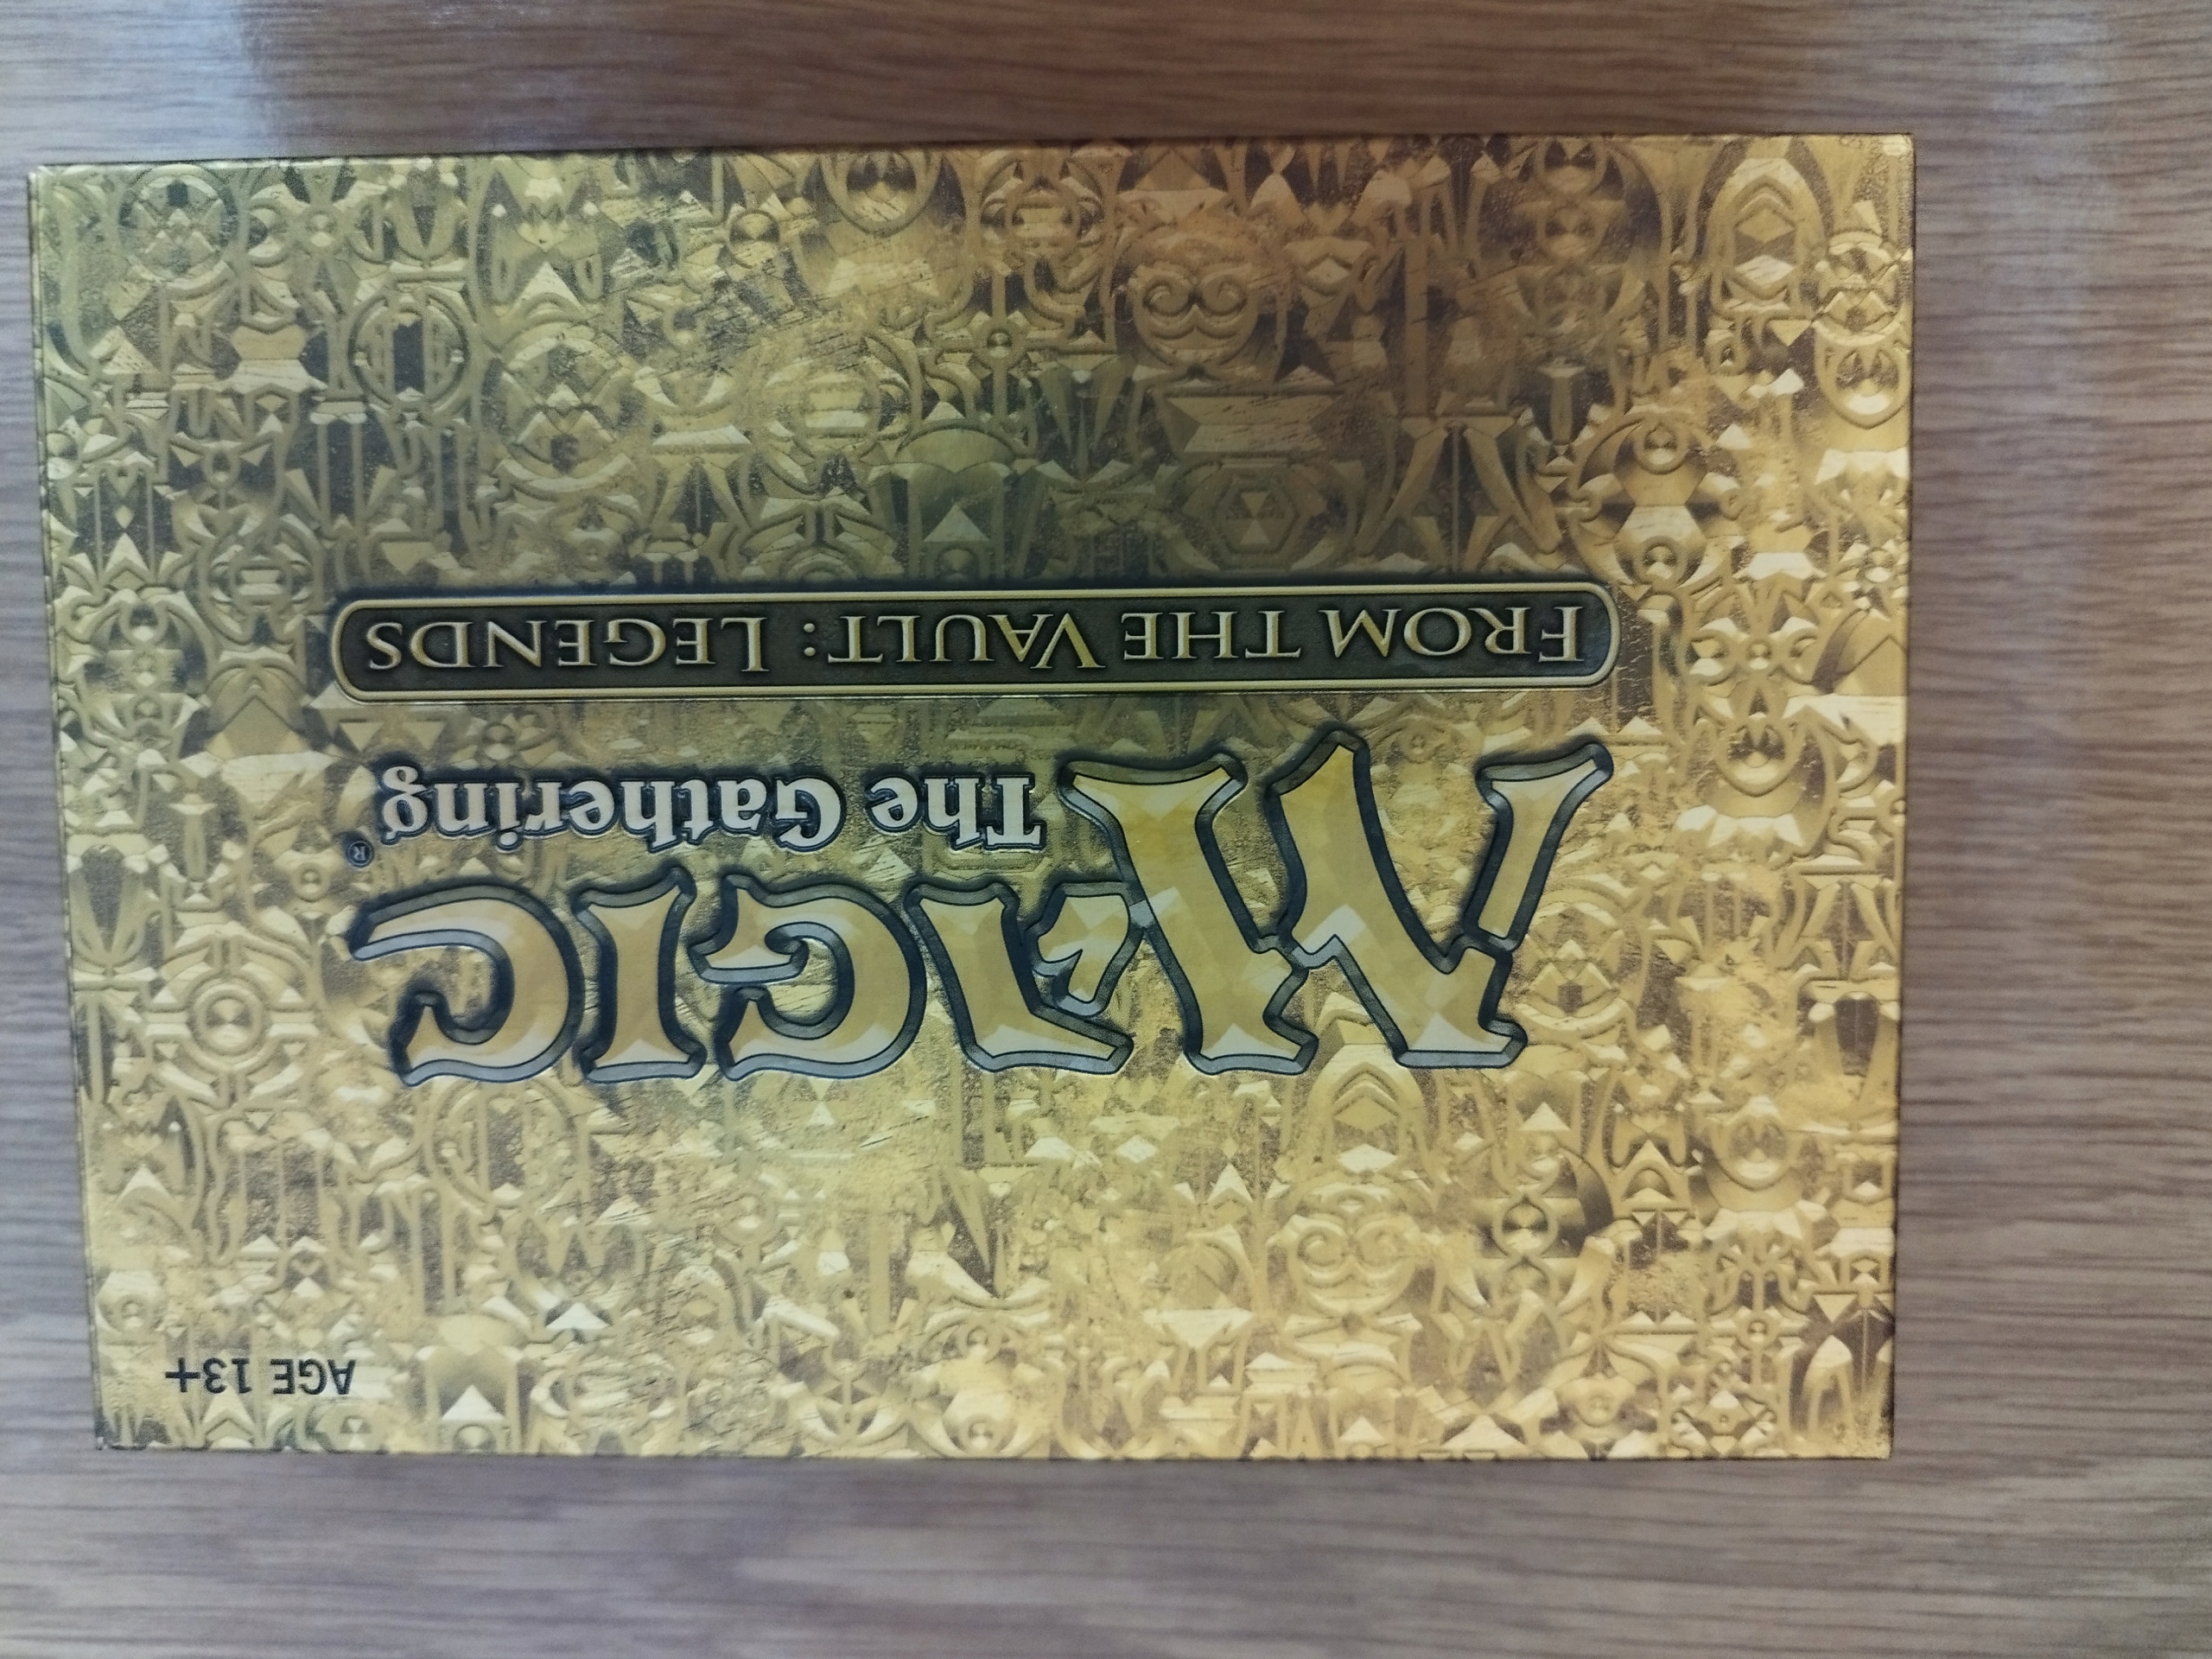 MAGIC
The Gathering®
FROM THE VAULT: LEGENDS
AGE 13+